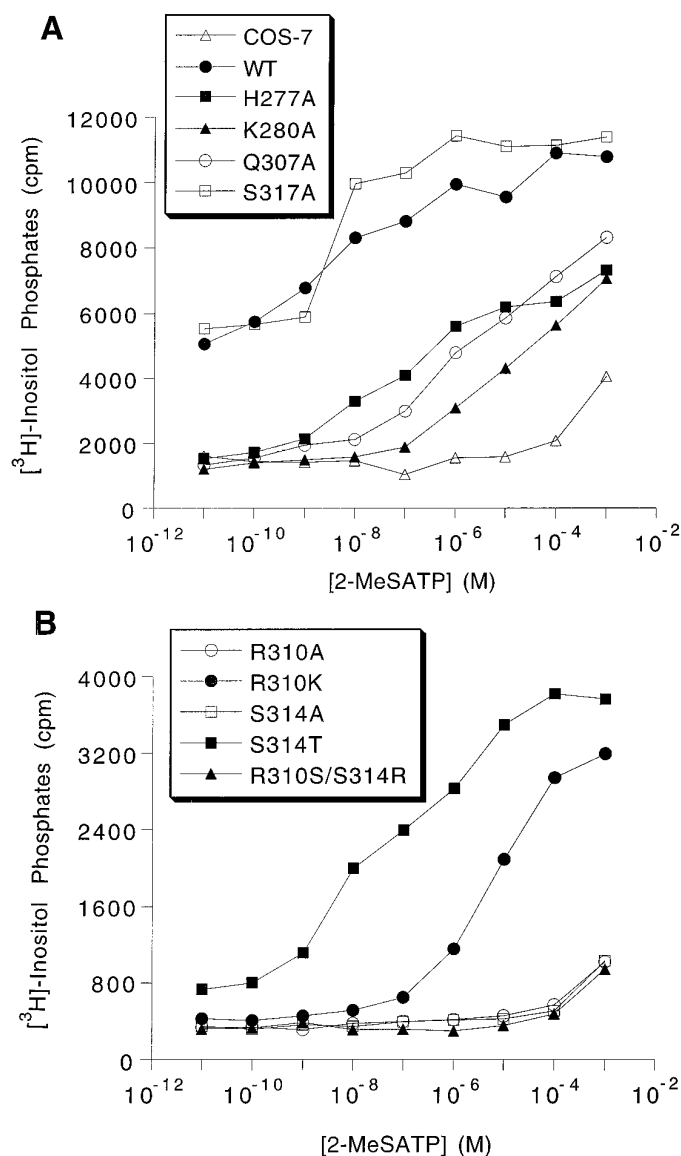 A
COS-7
WT
H277A
K280A
Q307A
S317A
[³H]-Inositol Phosphates (cpm)
12000
10000
8000
6000
4000
2000
0
10⁻¹² 10⁻¹⁰ 10⁻⁸ 10⁻⁶ 10⁻⁴ 10⁻²
[2-MeSATP] (M)
B
R310A
R310K
S314A
S314T
R310S/S314R
[³H]-Inositol Phosphates (cpm)
4000
3200
2400
1600
800
0
10⁻¹² 10⁻¹⁰ 10⁻⁸ 10⁻⁶ 10⁻⁴ 10⁻²
[2-MeSATP] (M)